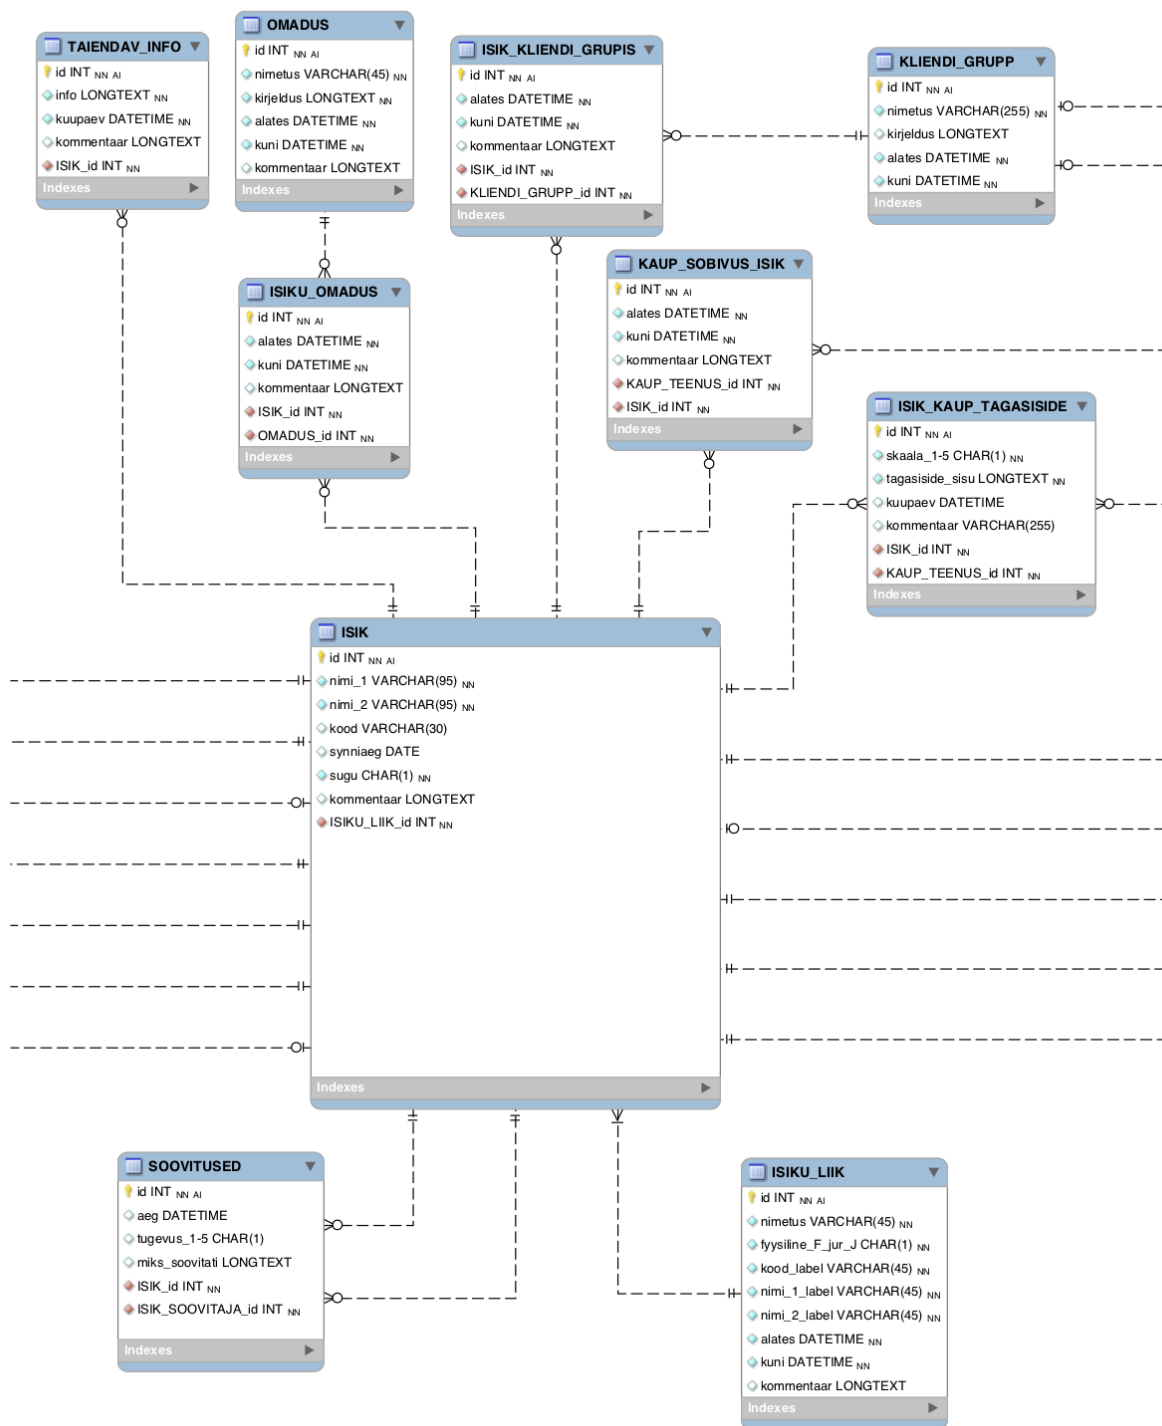 TAIENDAV_INFO
id INT NN AI
info LONGTEXT NN
kuupaev DATETIME NN
kommentaar LONGTEXT
ISIK_id INT NN
Indexes
OMADUS
id INT NN AI
nimetus VARCHAR(45) NN
kirjeldus LONGTEXT NN
alates DATETIME NN
kuni DATETIME NN
kommentaar LONGTEXT
Indexes
ISIK_KLIENDI_GRUPIS
id INT NN AI
alates DATETIME NN
kuni DATETIME NN
kommentaar LONGTEXT
ISIK_id INT NN
KLIENDI_GRUPP_id INT NN
Indexes
KLIENDI_GRUPP
id INT NN AI
nimetus VARCHAR(255) NN
kirjeldus LONGTEXT
alates DATETIME NN
kuni DATETIME NN
Indexes
ISIKU_OMADUS
id INT NN AI
alates DATETIME NN
kuni DATETIME NN
kommentaar LONGTEXT
ISIK_id INT NN
OMADUS_id INT NN
Indexes
KAUP_SOBIVUS_ISIK
id INT NN AI
alates DATETIME NN
kuni DATETIME NN
kommentaar LONGTEXT
KAUP_TEENUS_id INT NN
ISIK_id INT NN
Indexes
ISIK_KAUP_TAGASISIDE
id INT NN AI
skaala_1-5 CHAR(1) NN
tagasiside_sisu LONGTEXT NN
kuupaev DATETIME
kommentaar VARCHAR(255)
ISIK_id INT NN
KAUP_TEENUS_id INT NN
Indexes
ISIK
id INT NN AI
nimi_1 VARCHAR(95) NN
nimi_2 VARCHAR(95) NN
kood VARCHAR(30)
synniaeg DATE
sugu CHAR(1) NN
kommentaar LONGTEXT
ISIKU_LIIK_id INT NN
Indexes
SOOVITUSED
id INT NN AI
aeg DATETIME
tugevus_1-5 CHAR(1)
miks_soovitati LONGTEXT
ISIK_id INT NN
ISIK_SOOVITAJA_id INT NN
Indexes
ISIKU_LIIK
id INT NN AI
nimetus VARCHAR(45) NN
fyysiline_F_jur_J CHAR(1) NN
kood_label VARCHAR(45) NN
nimi_1_label VARCHAR(45) NN
nimi_2_label VARCHAR(45) NN
alates DATETIME NN
kuni DATETIME NN
kommentaar LONGTEXT
Indexes